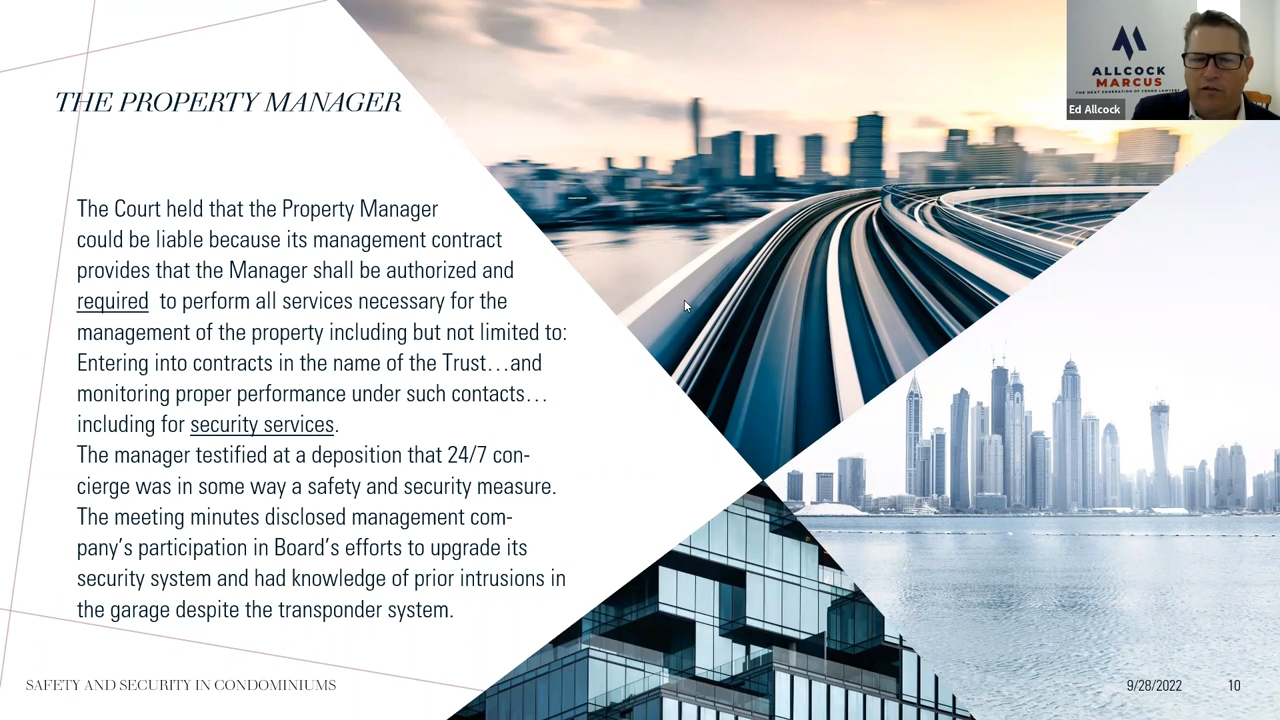 THE PROPERTY MANAGER
The Court held that the Property Manager
could be liable because its management contract
provides that the Manager shall be authorized and
required to perform all services necessary for the
management of the property including but not limited to:
Entering into contracts in the name of the Trust…and
monitoring proper performance under such contacts…
including for security services.
The manager testified at a deposition that 24/7 con-
cierge was in some way a safety and security measure.
The meeting minutes disclosed management com-
pany’s participation in Board’s efforts to upgrade its
security system and had knowledge of prior intrusions in
the garage despite the transponder system.
SAFETY AND SECURITY IN CONDOMINIUMS
9/28/2022
10
ALLCOCK
MARCUS
THE NEXT GENERATION OF CONDO LAWYERS
Ed Allcock